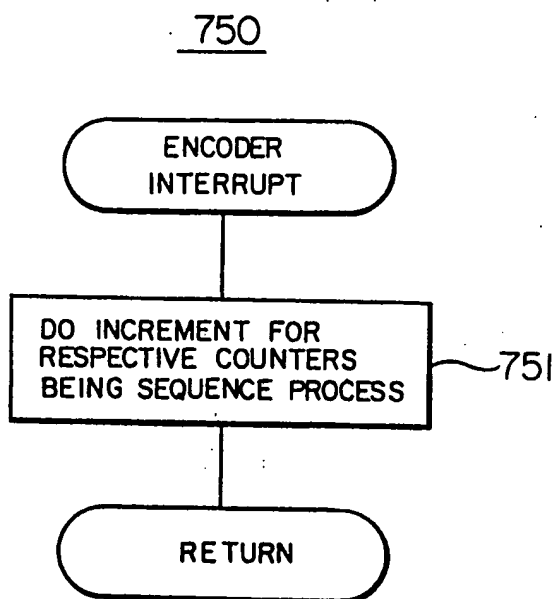 750
ENCODER
INTERRUPT
DO INCREMENT FOR
RESPECTIVE COUNTERS
BEING SEQUENCE PROCESS
751
RETURN